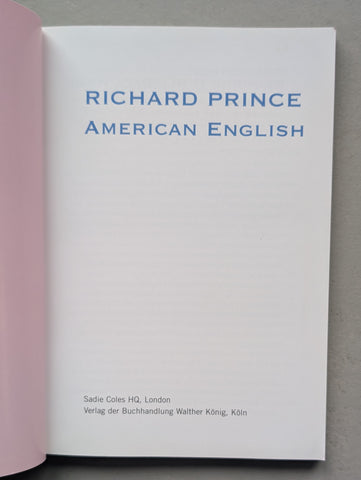 RICHARD PRINCE
AMERICAN ENGLISH
Sadie Coles HQ, London
Verlag der Buchhandlung Walther König, Köln